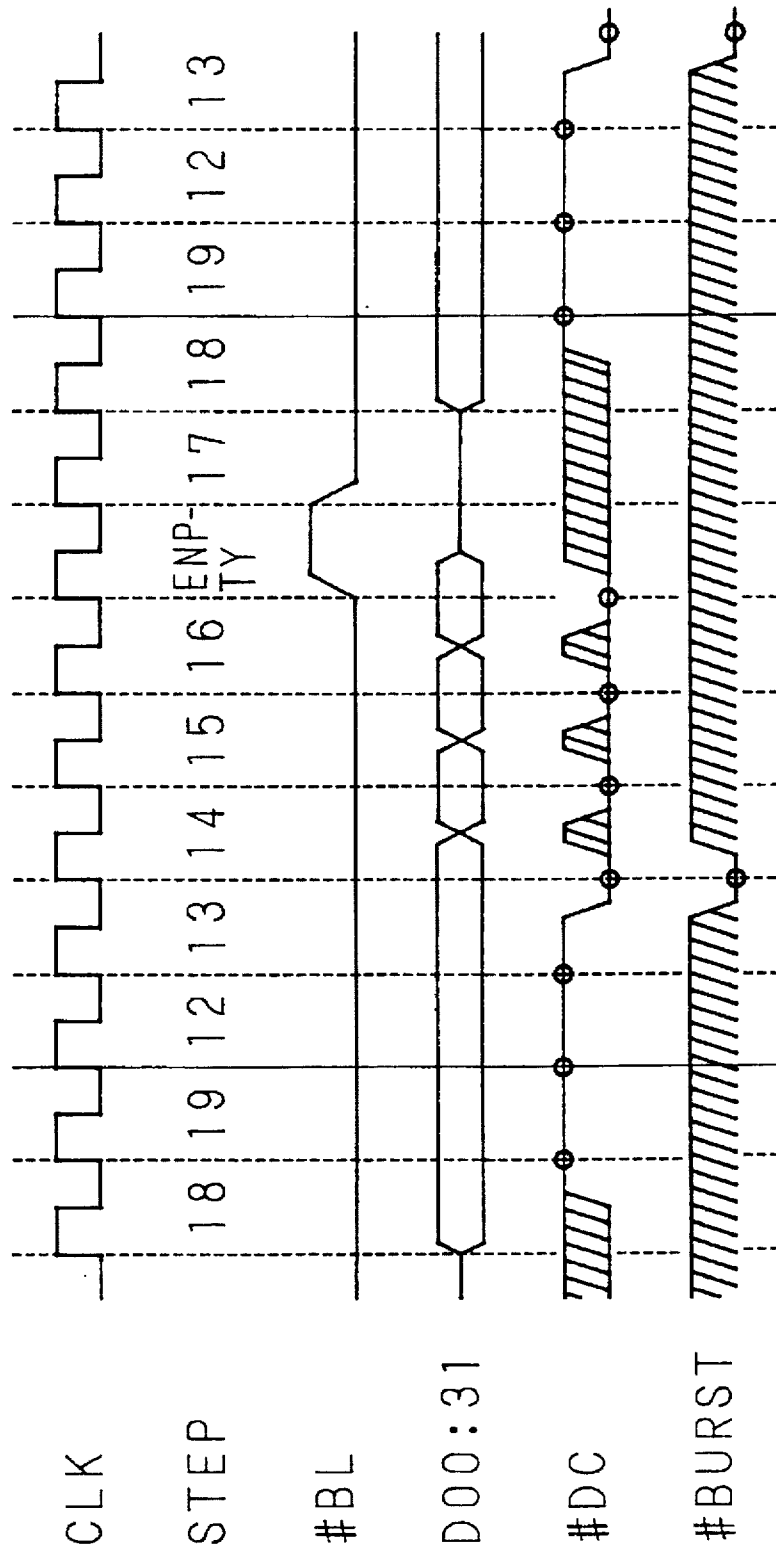 CLK
STEP 18 19 12 13 14 15 16 ENP-
TY 17 18 19 12 13
#BL
D00:31
#DC
#BURST